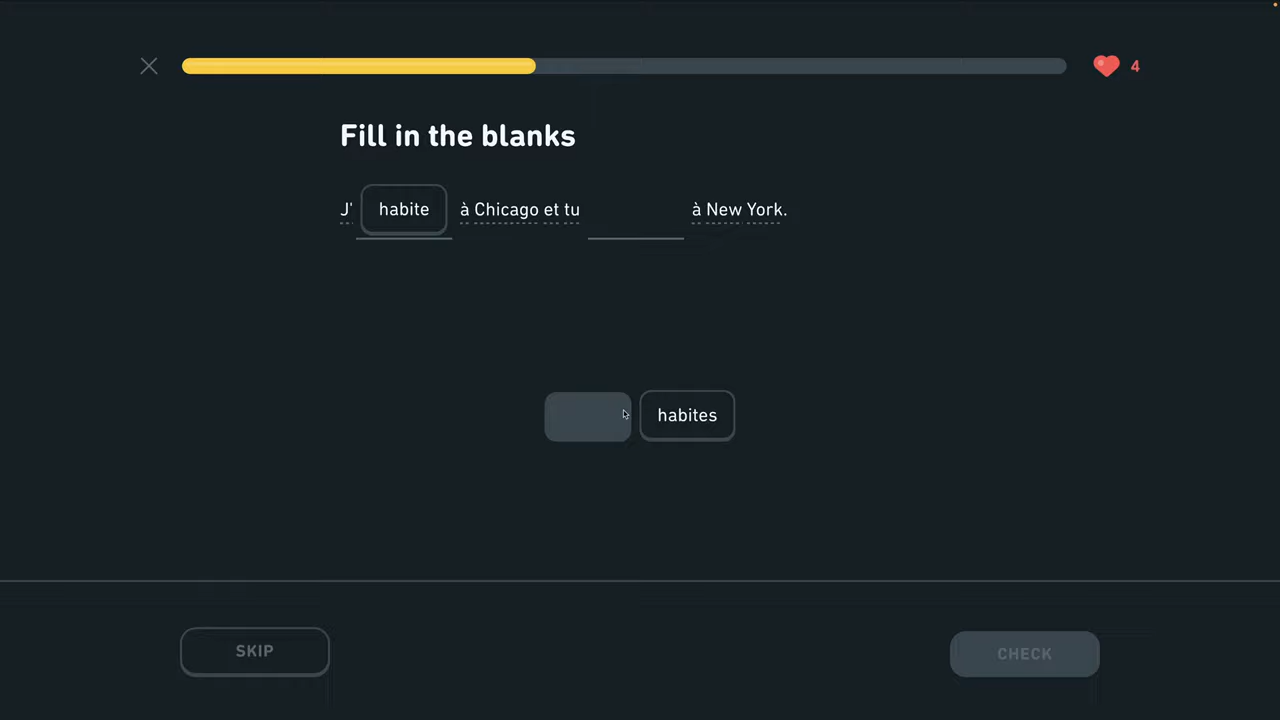 4
Fill in the blanks
J' habite à Chicago et tu à New York.
habites
SKIP CHECK